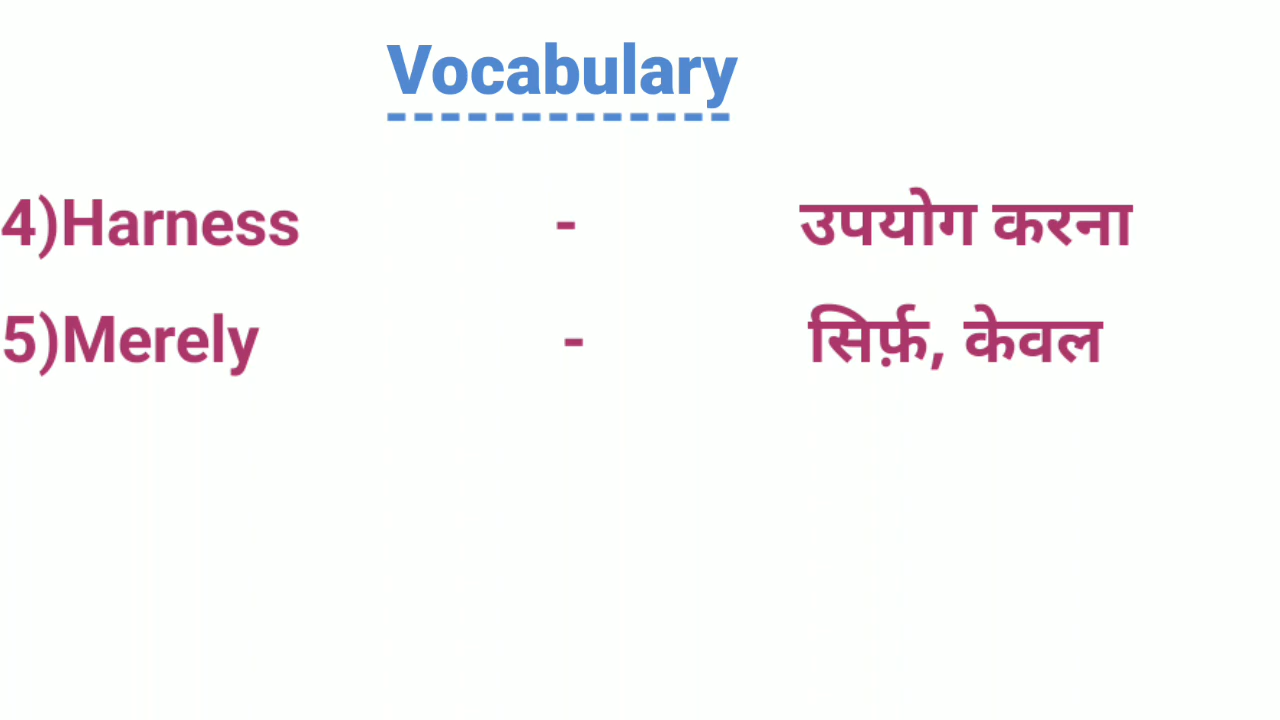 Vocabulary
-------------
4)Harness - उपयोग करना
5)Merely - सिर्फ़, केवल